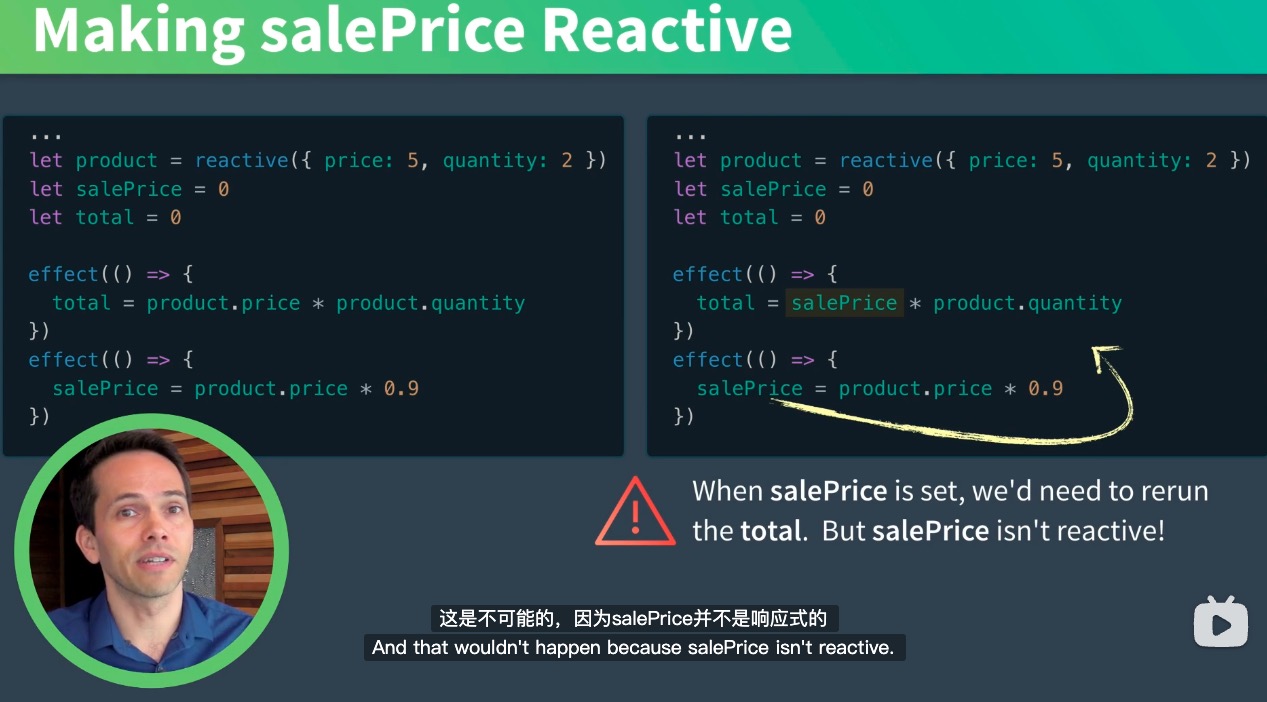 Making salePrice Reactive
...
let product = reactive({ price: 5, quantity: 2 })
let salePrice = 0
let total = 0
effect(() => {
  total = product.price * product.quantity
})
effect(() => {
  salePrice = product.price * 0.9
})
...
let product = reactive({ price: 5, quantity: 2 })
let salePrice = 0
let total = 0
effect(() => {
  total = salePrice * product.quantity
})
effect(() => {
  salePrice = product.price * 0.9
})
When salePrice is set, we'd need to rerun
the total. But salePrice isn't reactive!
这是不可能的，因为salePrice并不是响应式的
And that wouldn't happen because salePrice isn't reactive.